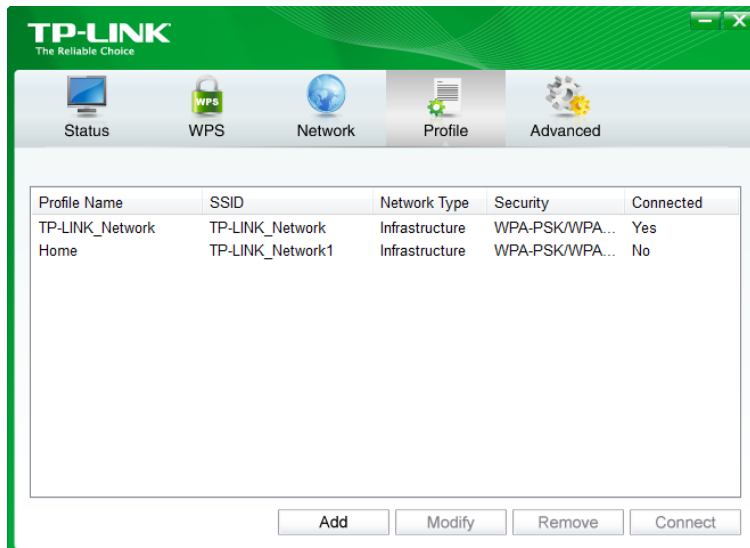 TP-LINK
The Reliable Choice
Status WPS Network Profile Advanced
WPS
Profile Name SSID Network Type Security Connected
TP-LINK_Network TP-LINK_Network Infrastructure WPA-PSK/WPA... Yes
Home TP-LINK_Network1 Infrastructure WPA-PSK/WPA... No
Add Modify Remove Connect